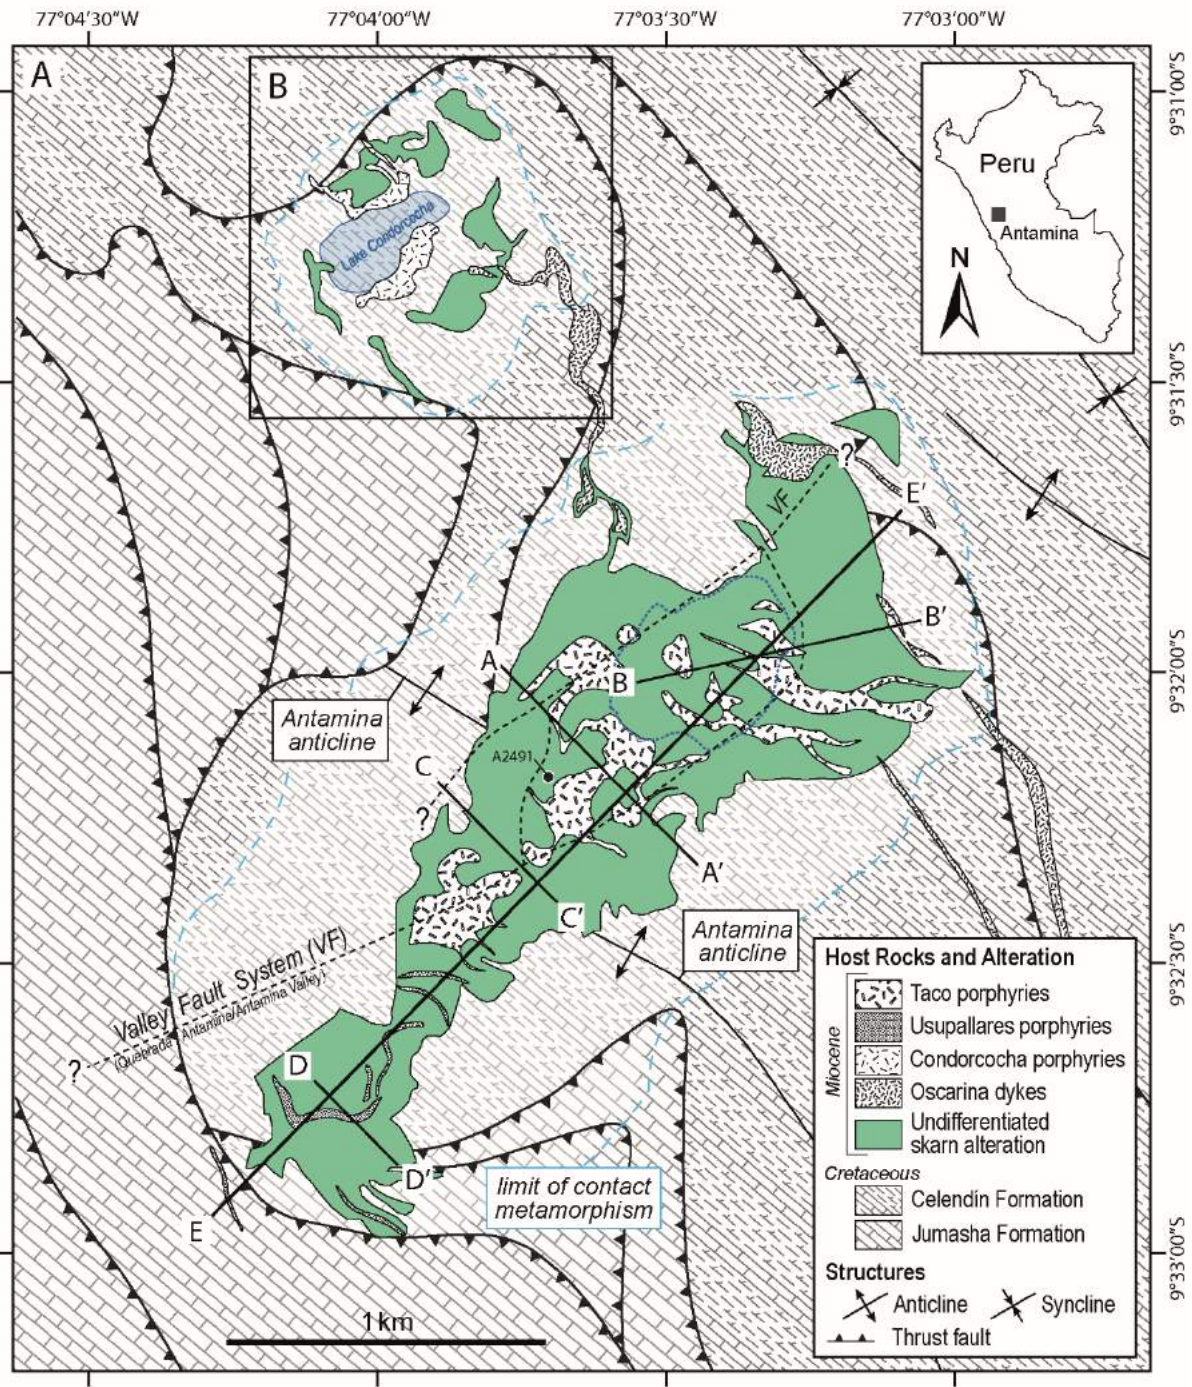 77°04'30"W
77°04'00"W
77°03'30"W
77°03'00"W
A
B
9°31'00"S
Peru
Antamina
N
Lake Condorcocha
9°31'30"S
?
VF
E'
B'
A
B
9°32'00"S
Antamina
anticline
A2491
C
?
A'
C'
Antamina
anticline
Valley Fault System (VF)
(Quebrada Antamina/Antamina Valley)
?
9°32'30"S
D
D'
E
limit of contact
metamorphism
9°33'00"S
1km
Host Rocks and Alteration
Miocene
Taco porphyries
Usupallares porphyries
Condorcocha porphyries
Oscarina dykes
Undifferentiated
skarn alteration
Cretaceous
Celendín Formation
Jumasha Formation
Structures
Anticline
Syncline
Thrust fault